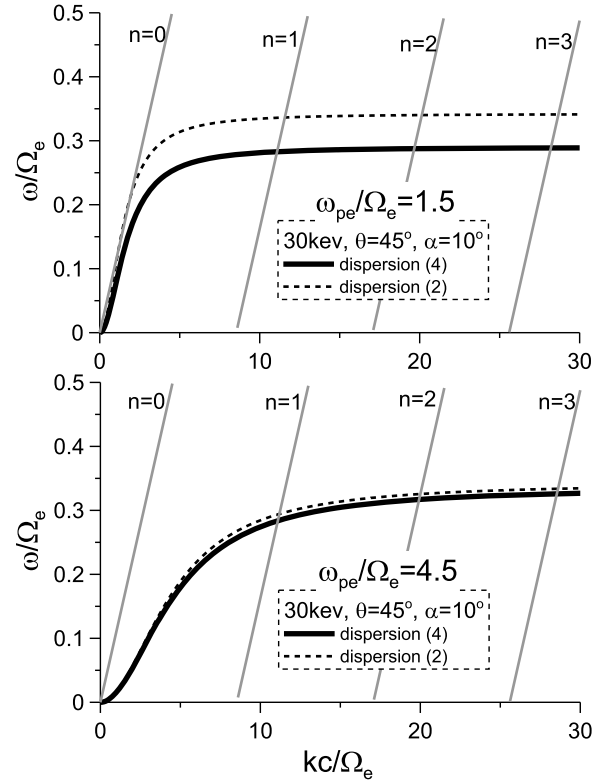 0.5
n=0
n=1
n=2
n=3
0.4
0.3
ω/Ωe
0.2
ωpe/Ωe=1.5
30kev, θ=45°, α=10°
0.1
dispersion (4)
dispersion (2)
0
0 10 20 30
0.5
n=0
n=1
n=2
n=3
0.4
0.3
ω/Ωe
0.2
ωpe/Ωe=4.5
30kev, θ=45°, α=10°
0.1
dispersion (4)
dispersion (2)
0
0 10 20 30
kc/Ωe